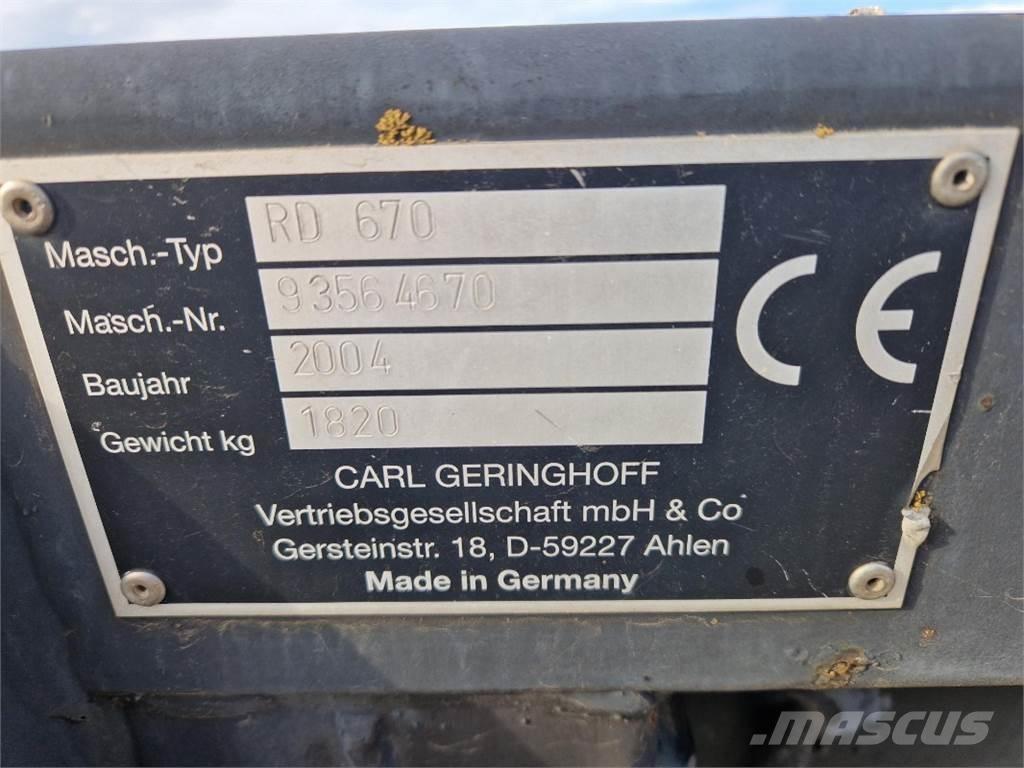 Masch.-Typ RD 670
Masch.-Nr. 93564670
Baujahr 2004
Gewicht kg 1820
CE
CARL GERINGHOFF
Vertriebsgesellschaft mbH & Co
Gersteinstr. 18, D-59227 Ahlen
Made in Germany
MASCUS